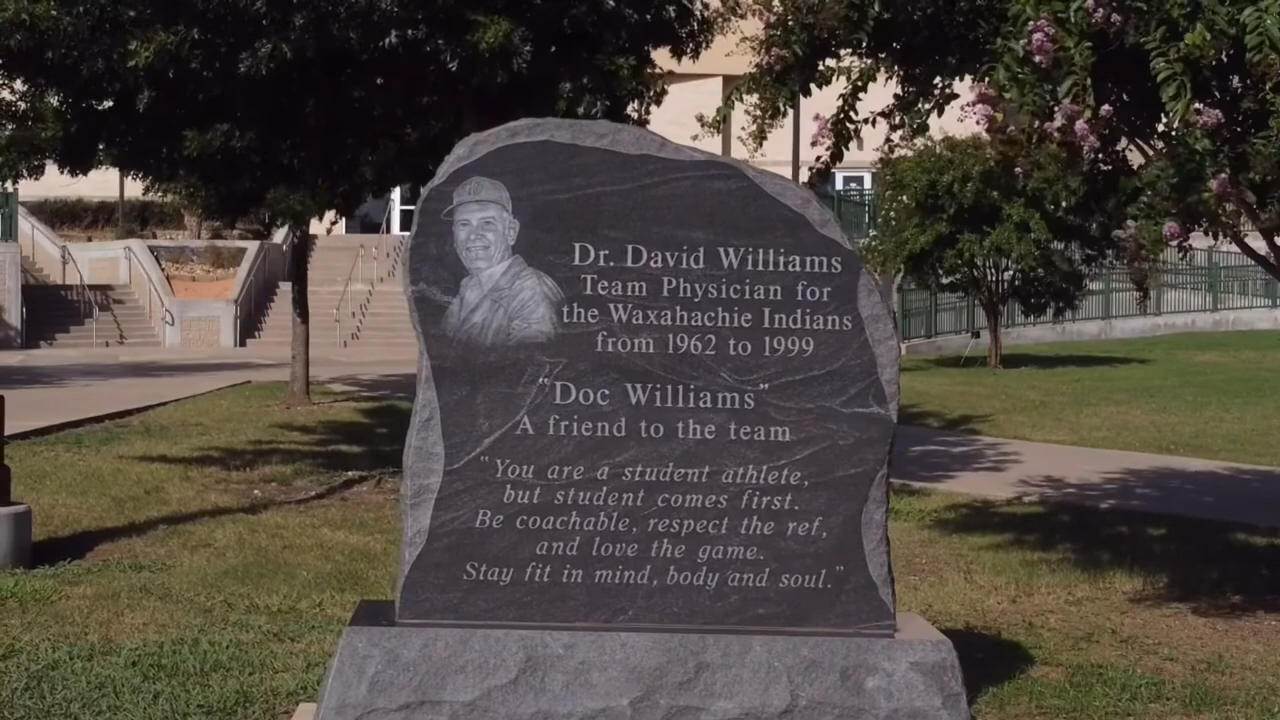 Dr. David Williams
Team Physician for
the Waxahachie Indians
from 1962 to 1999
"Doc Williams"
A friend to the team
"You are a student athlete,
but student comes first.
Be coachable, respect the ref,
and love the game.
Stay fit in mind, body and soul."